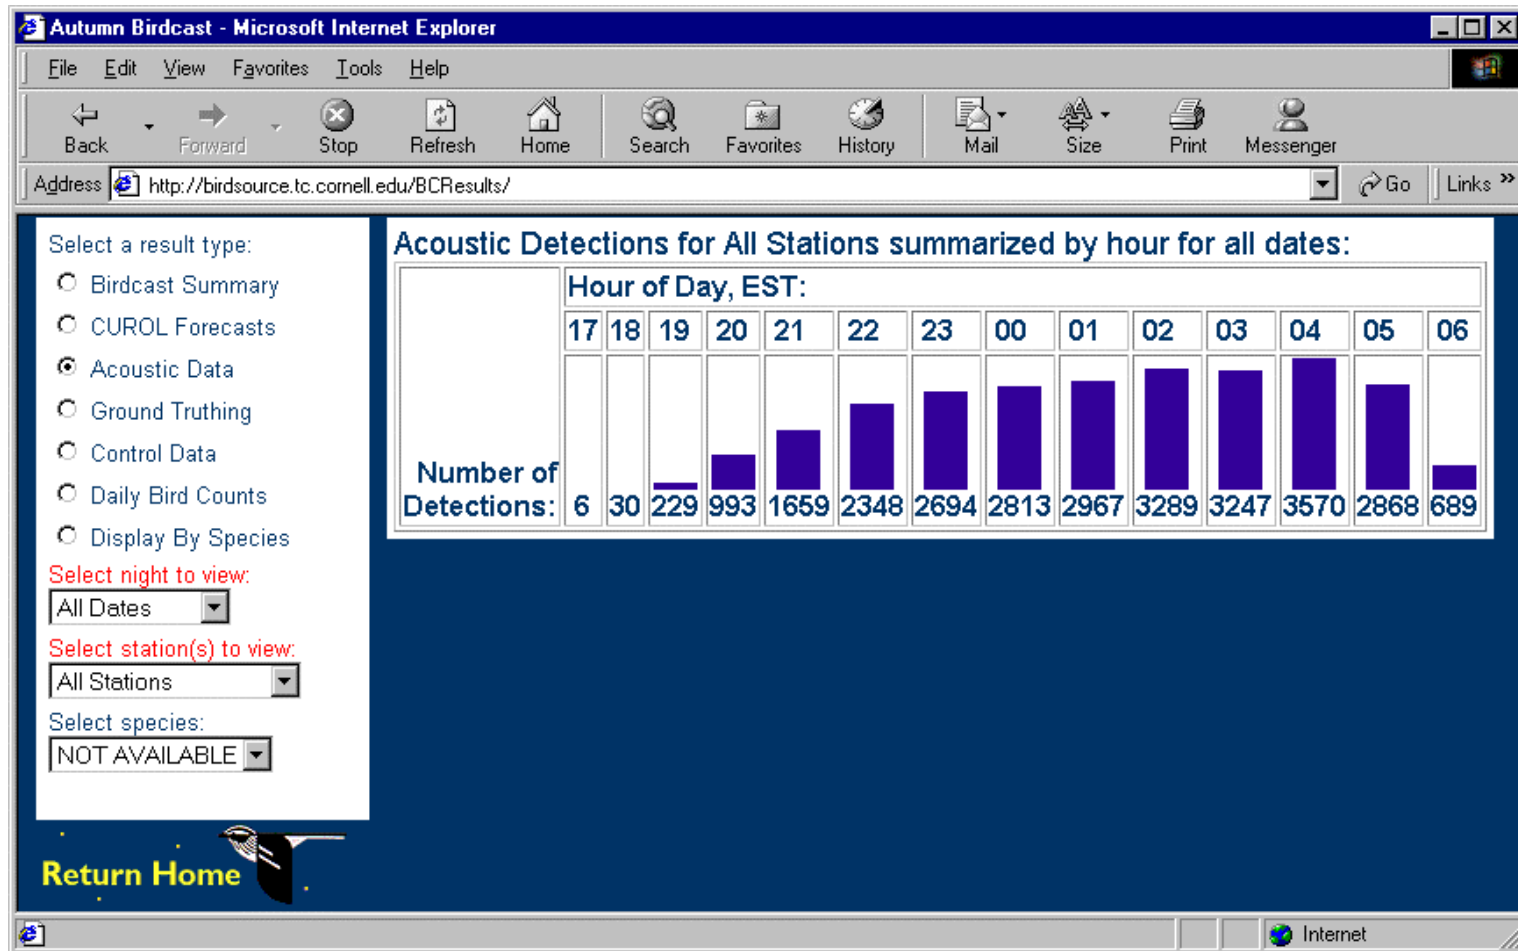 Autumn Birdcast - Microsoft Internet Explorer
File Edit View Favorites Tools Help
Back Forward Stop Refresh Home Search Favorites History Mail Size Print Messenger
Address http://birdsource.tc.cornell.edu/BCResults/ Go Links »
Select a result type:
Birdcast Summary
CUROL Forecasts
Acoustic Data
Ground Truthing
Control Data
Daily Bird Counts
Display By Species
Select night to view:
All Dates
Select station(s) to view:
All Stations
Select species:
NOT AVAILABLE
Return Home
Acoustic Detections for All Stations summarized by hour for all dates:
Hour of Day, EST:
17 18 19 20 21 22 23 00 01 02 03 04 05 06
Number of
Detections: 6 30 229 993 1659 2348 2694 2813 2967 3289 3247 3570 2868 689
Internet